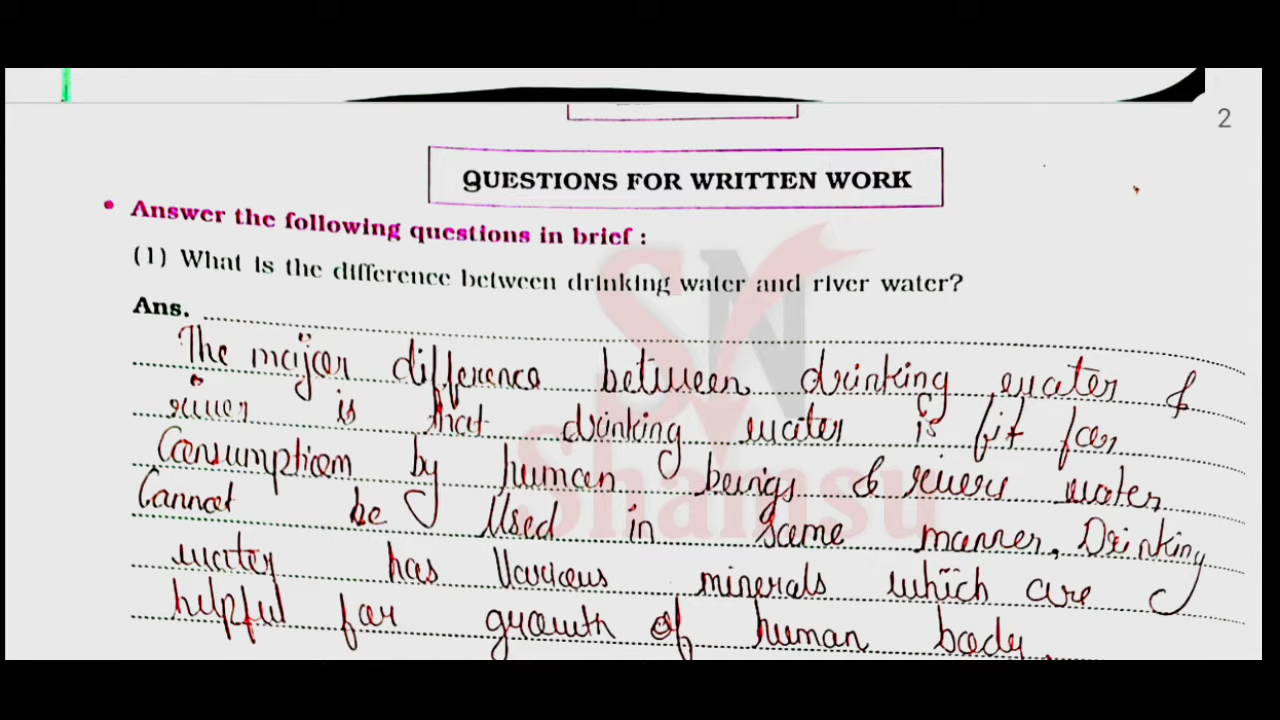 2
QUESTIONS FOR WRITTEN WORK
• Answer the following questions in brief :
(1) What is the difference between drinking water and river water?
Ans.
The major difference between drinking water &
river is that drinking water is fit for
Consumption by human beings & rivers water
Cannot be Used in same manner. Drinking
water has Various minerals which are
helpful for growth of human body.
SN
Shamsu